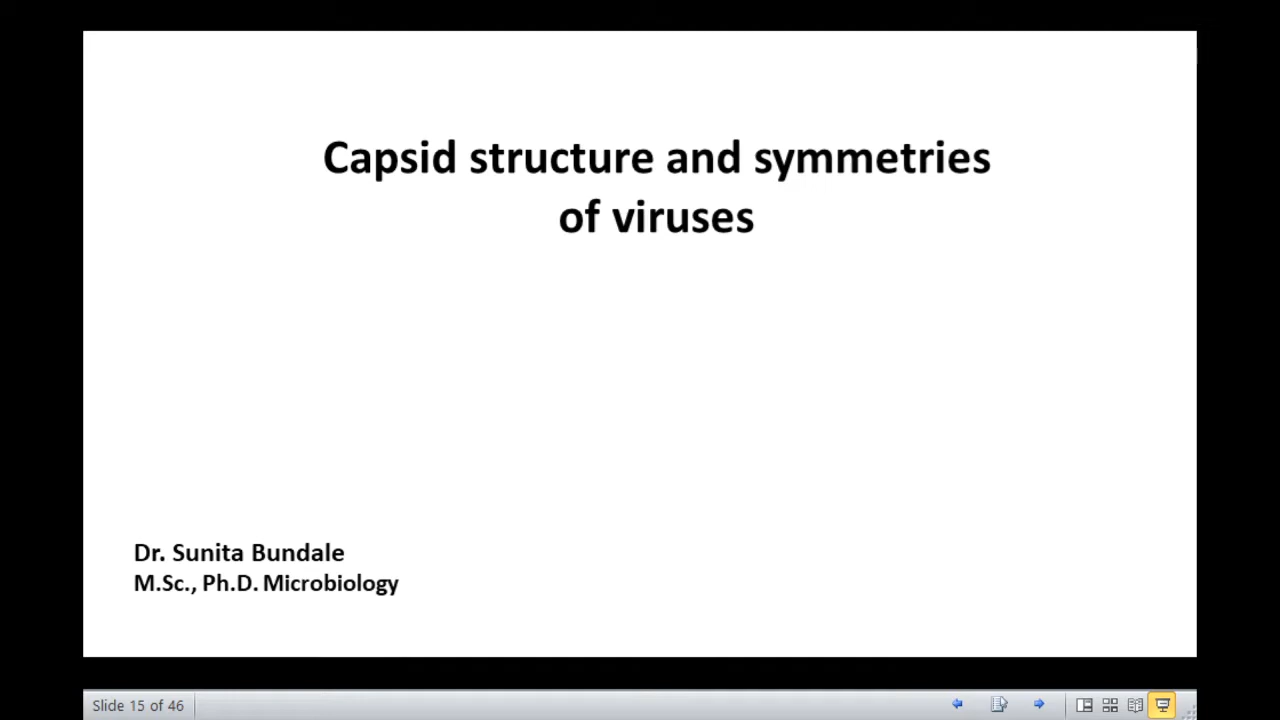 Capsid structure and symmetries
of viruses
Dr. Sunita Bundale
M.Sc., Ph.D. Microbiology
Slide 15 of 46